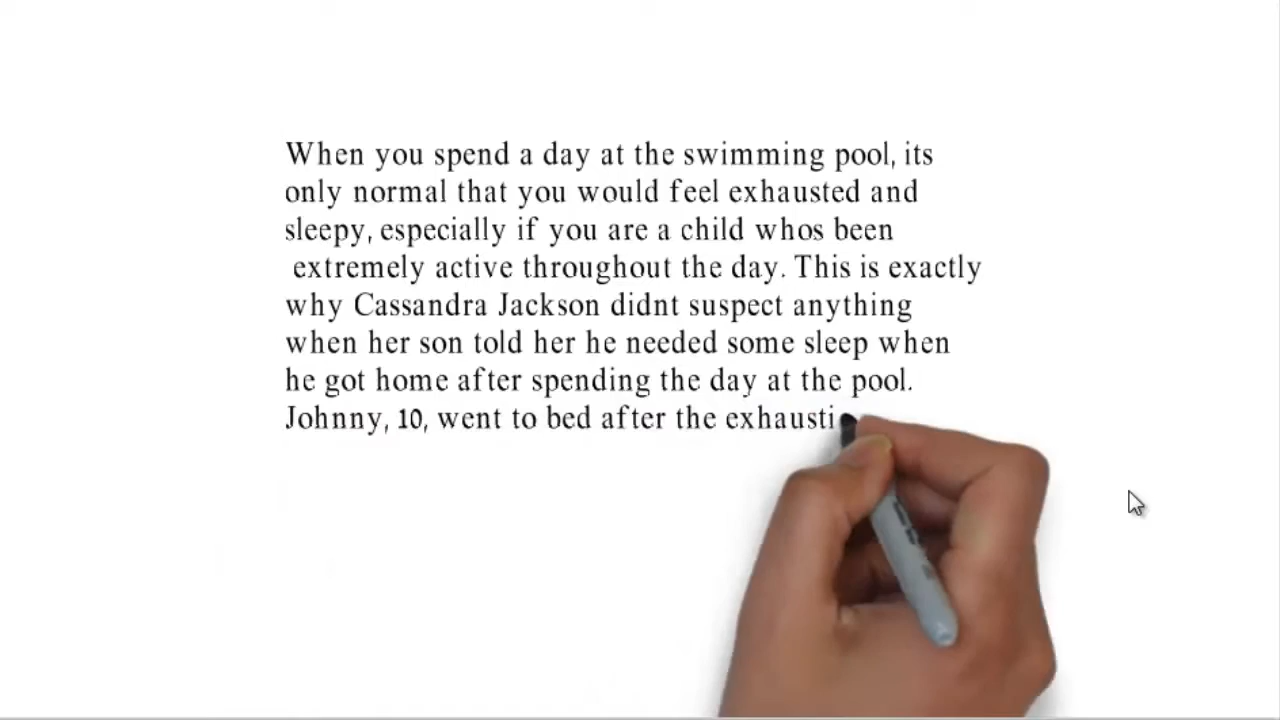 When you spend a day at the swimming pool, its
only normal that you would feel exhausted and
sleepy, especially if you are a child whos been
extremely active throughout the day. This is exactly
why Cassandra Jackson didnt suspect anything
when her son told her he needed some sleep when
he got home after spending the day at the pool.
Johnny, 10, went to bed after the exhausti